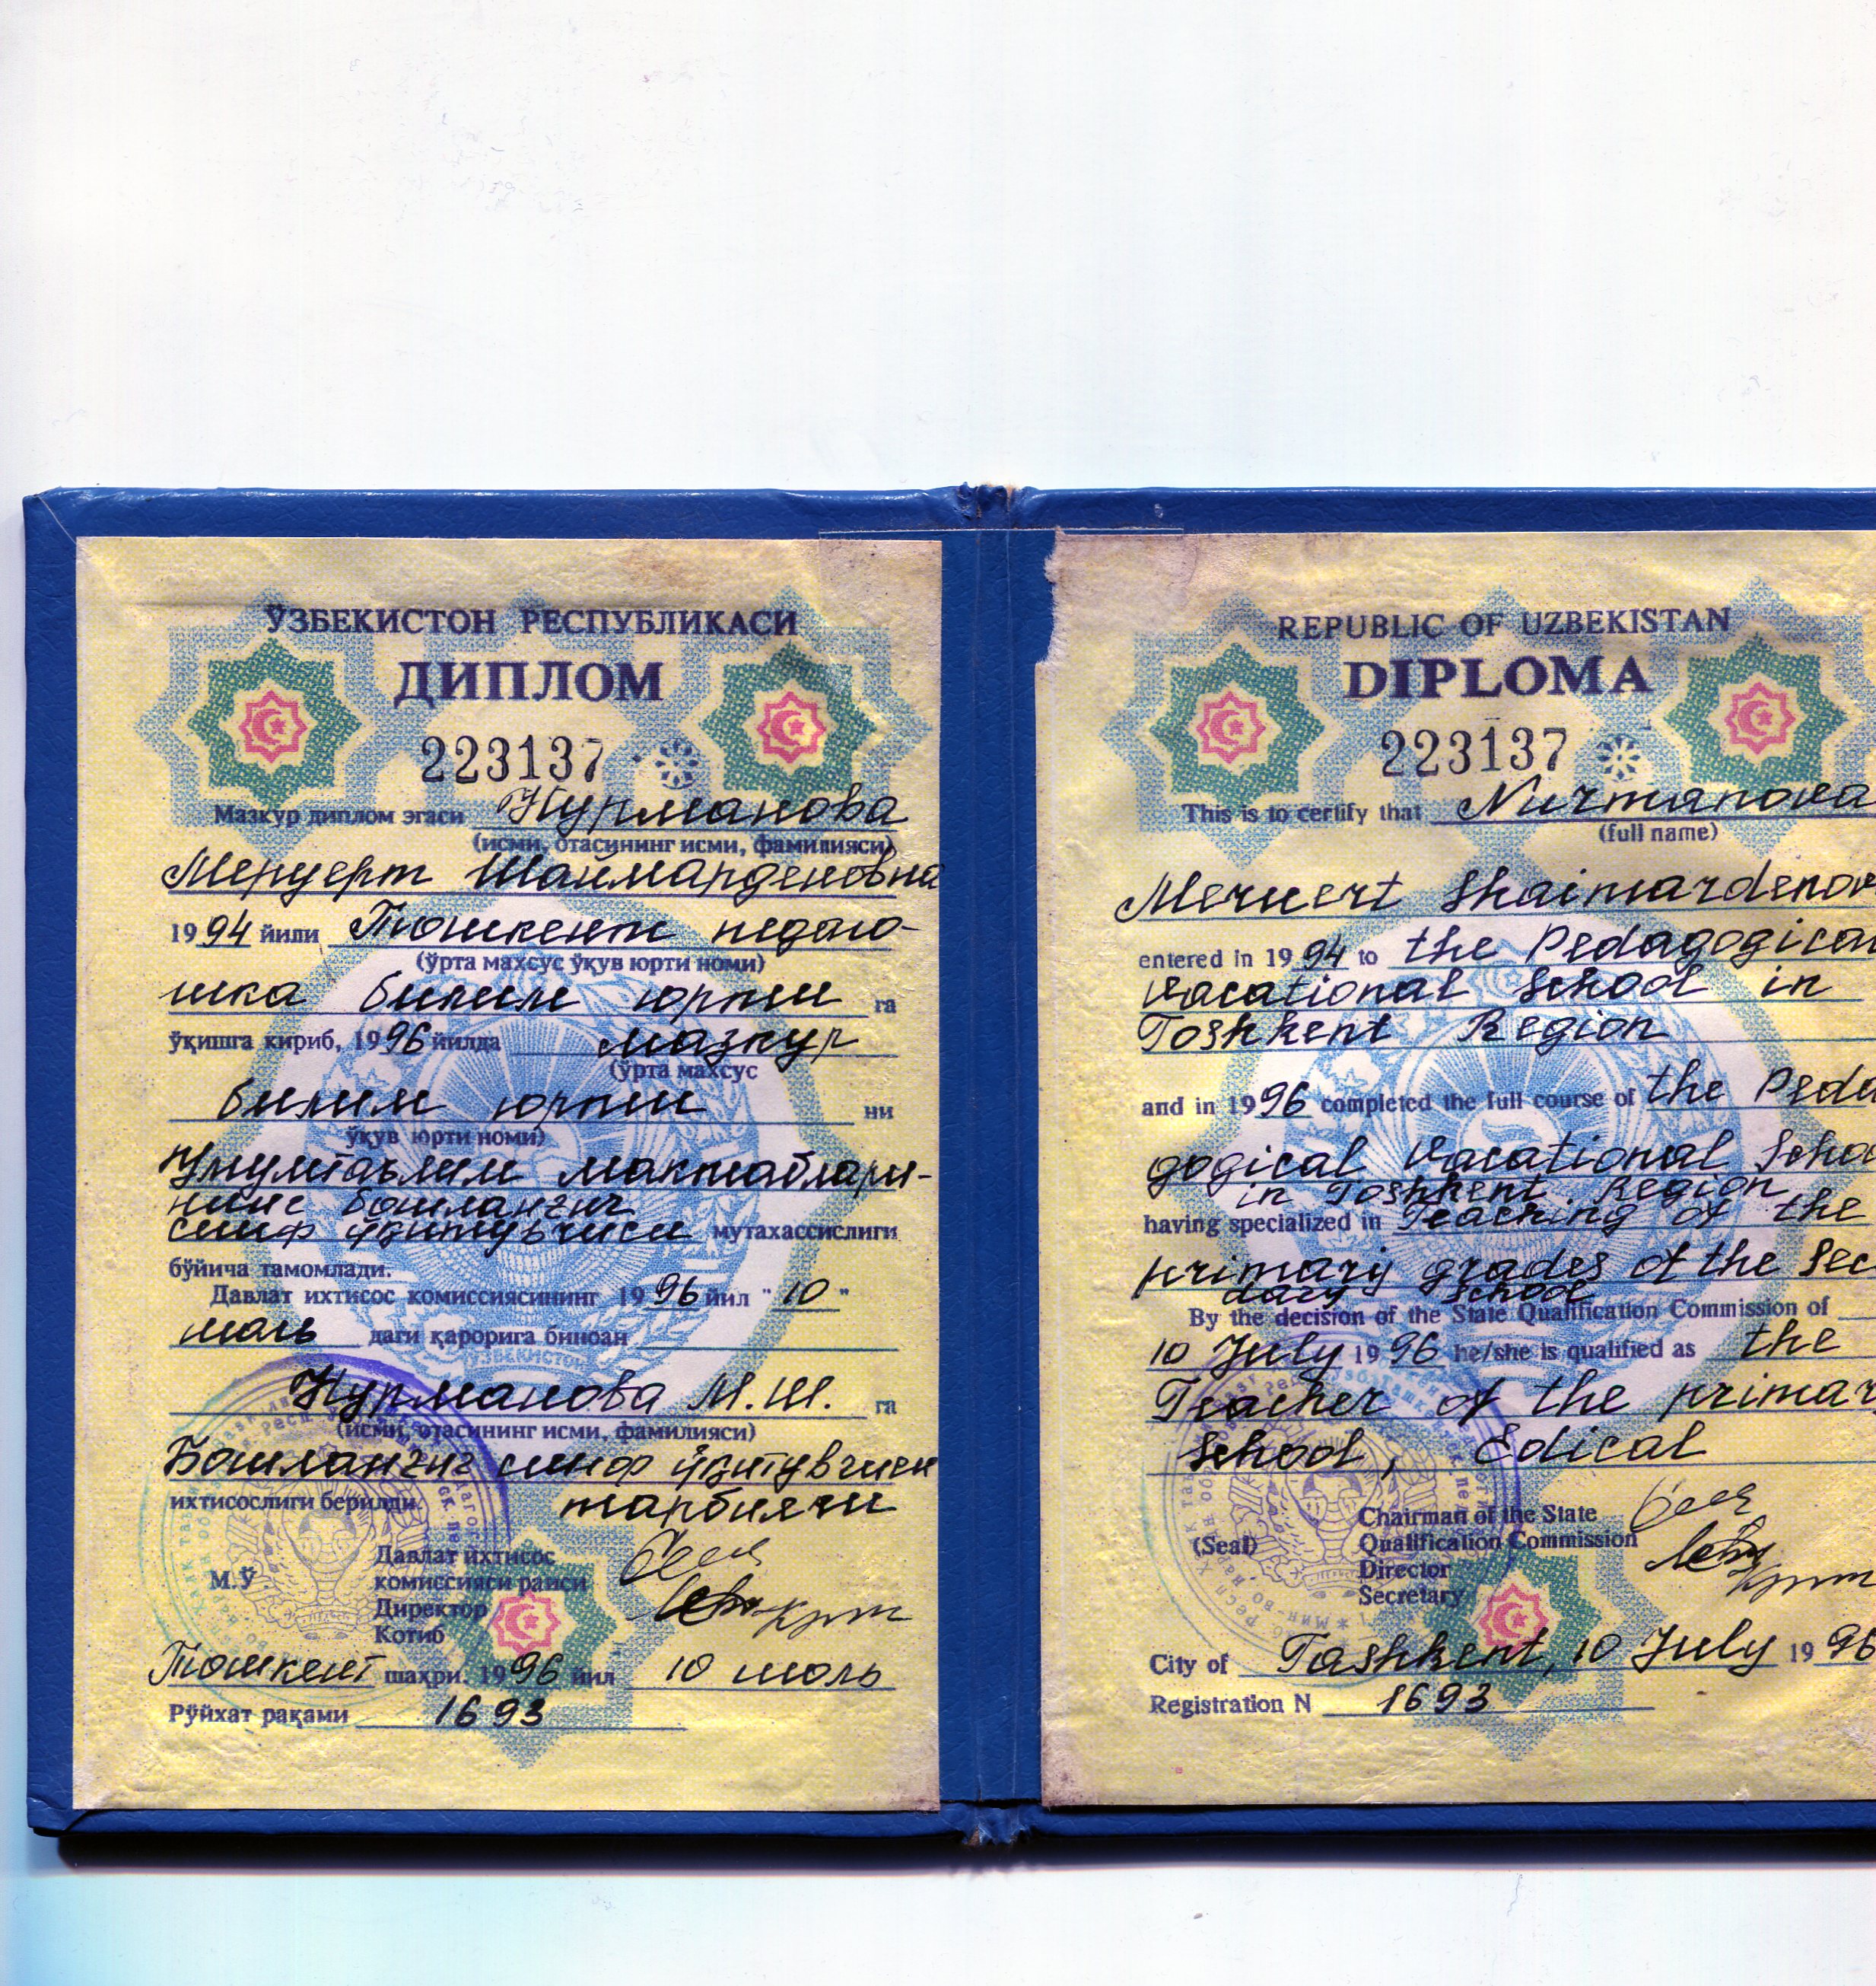 ЎЗБЕКИСТОН РЕСПУБЛИКАСИ
ДИПЛОМ
223137
Мазкур диплом эгаси Нурманова
(исми, отасининг исми, фамилияси)
Меруерт Шаймарденовна
1994 йили Тошкент педаго-
(ўрта махсус ўқув юрти номи)
гика билим юрти га
ўқишга кириб, 1996 йилда мазкур
(ўрта махсус
билим юрти ни
ўқув юрти номи)
Умумтаълим мактаблари-
нинг бошланғич
синф ўқитувчиси мутахассислиги
бўйича тамомлади.
Давлат ихтисос комиссиясининг 1996 йил "10"
июль даги қарорига биноан
Нурманова М.Ш. га
(исми, отасининг исми, фамилияси)
Бошланғич синф ўқитувчиси
ихтисослиги берилди. тарбиячи
Давлат ихтисос
М.Ў комиссияси раиси
Директор
Котиб
Тошкент шаҳри. 1996 йил 10 июль
Рўйхат рақами 1693
REPUBLIC OF UZBEKISTAN
DIPLOMA
223137
This is to certify that Nurmanova
(full name)
Meruert Shaimardenov
entered in 1994 to the Pedagogical
Vacational School in
Toshkent Region
and in 1996 completed the full course of the Peda
gogical Vacational Schoo
in Toshkent Region
having specialized in Teaching of the
primary grades of the Sec
dary School
By the decision of the State Qualification Commission of
10 July 1996 he/she is qualified as the
Teacher of the primar
School, Edical
Chairman of the State
(Seal) Qualification Commission
Director
Secretary
City of Tashkent, 10 July 1996
Registration N 1693